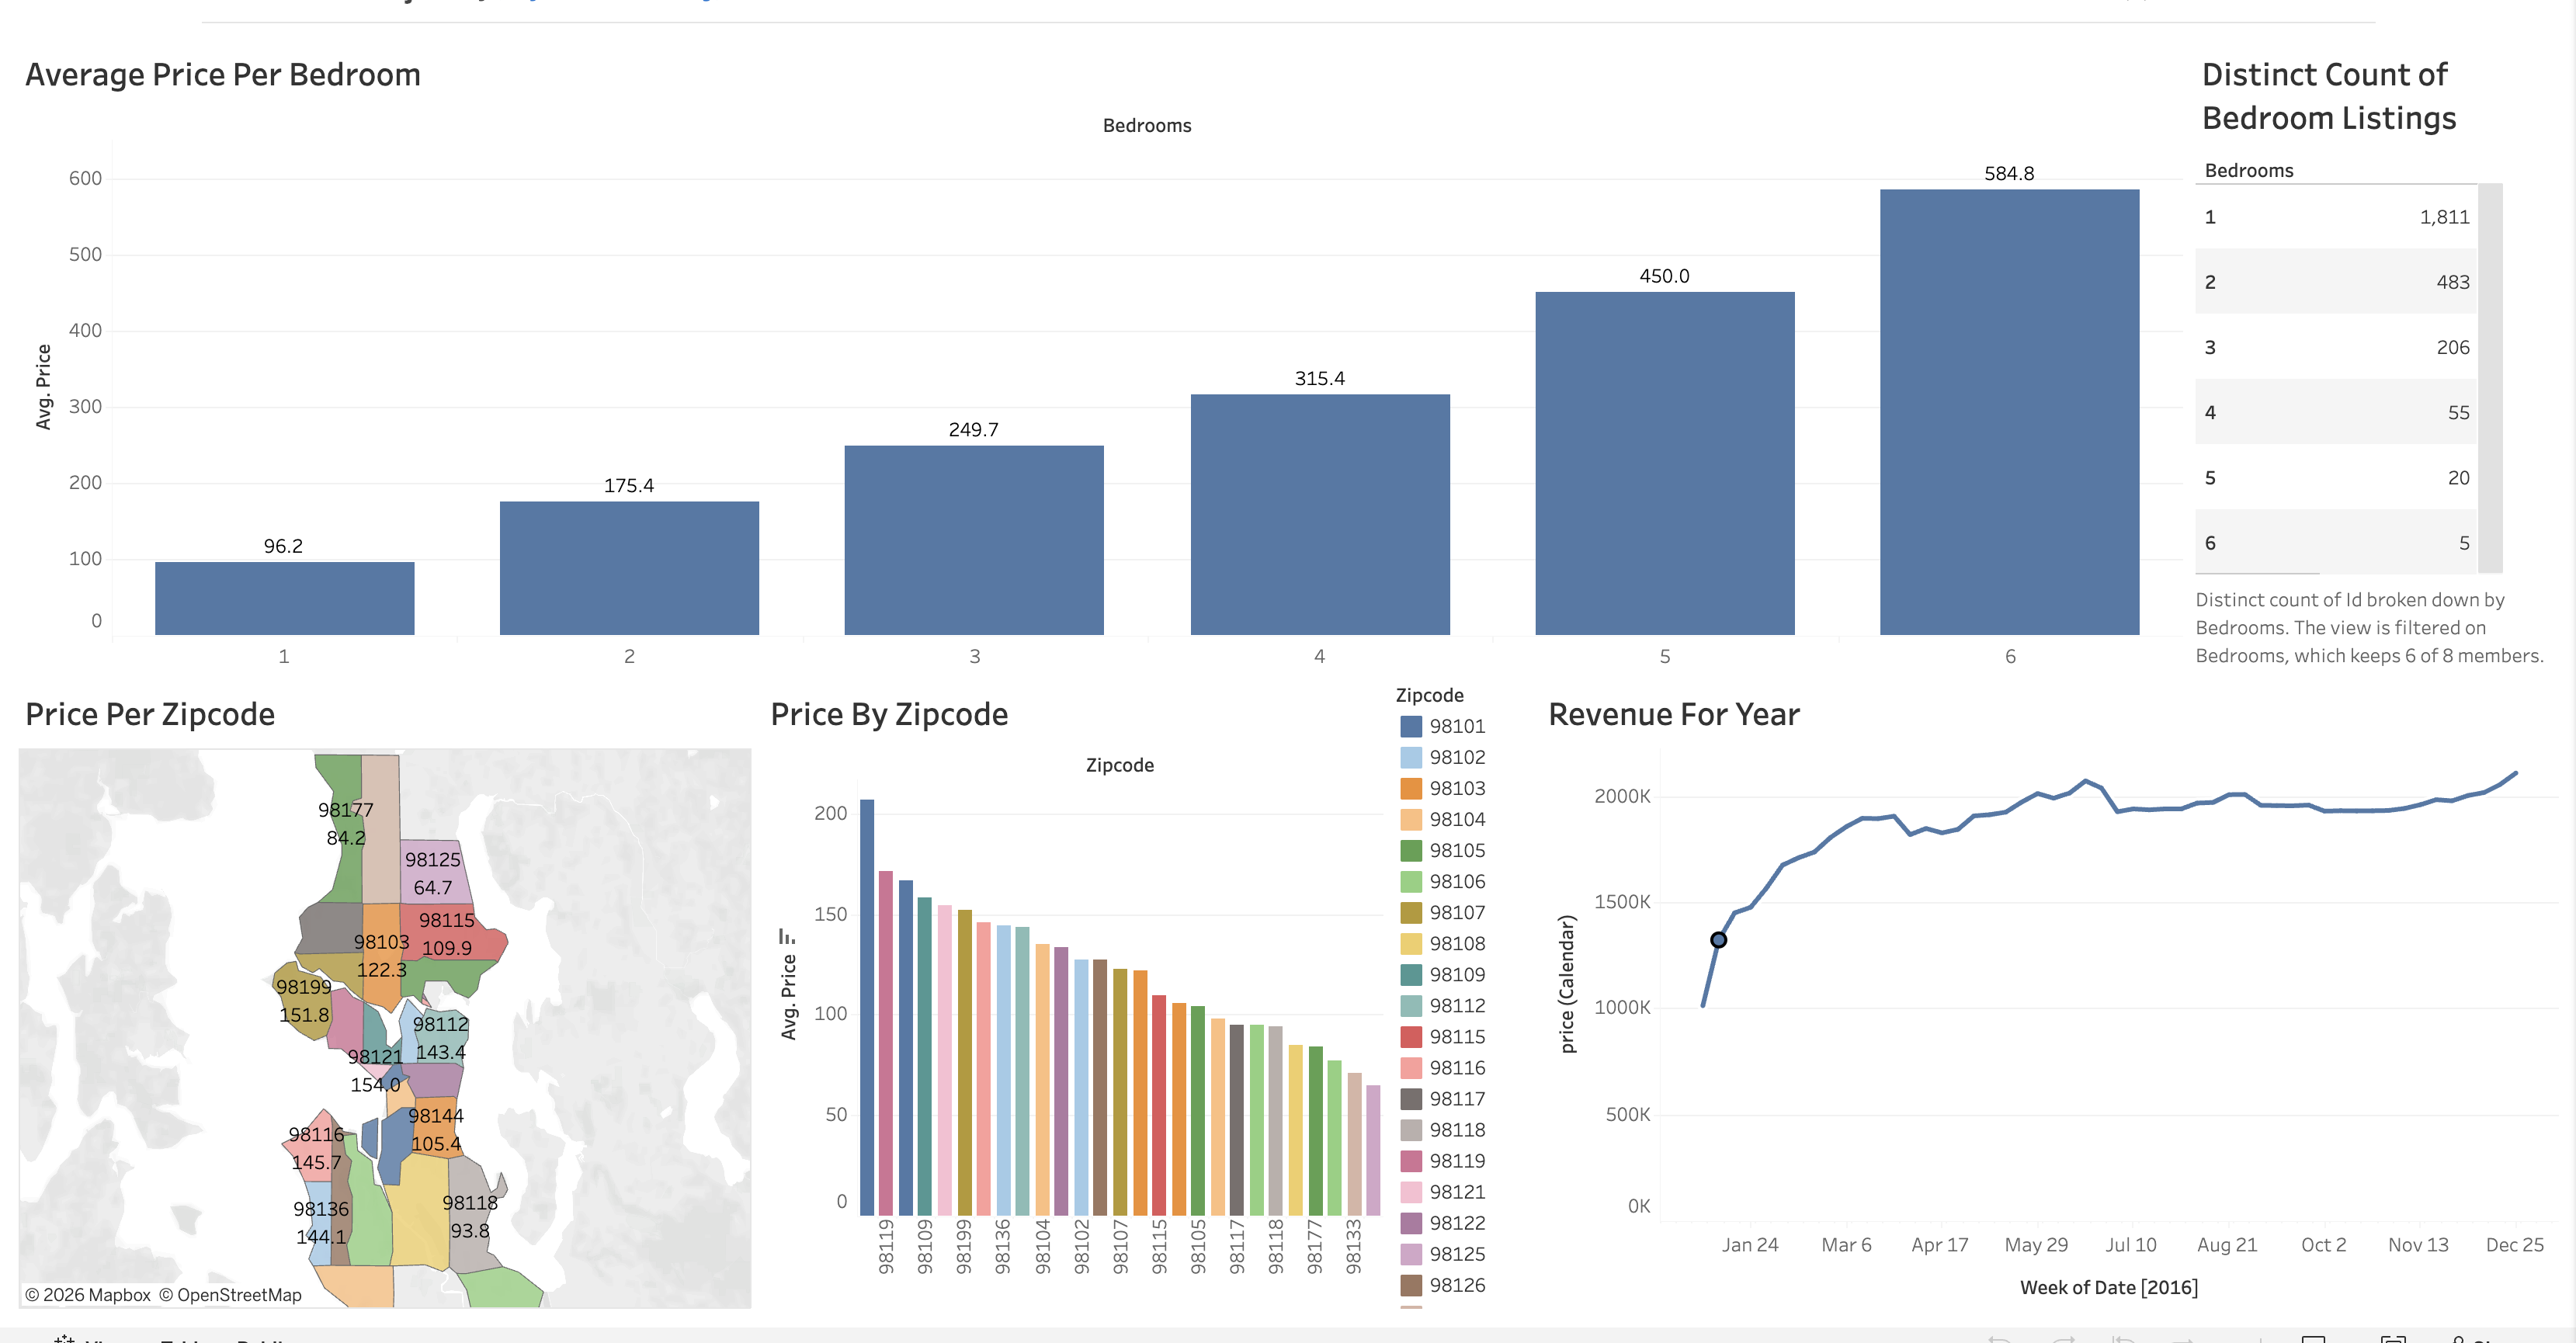 Average Price Per Bedroom
Bedrooms
Avg. Price
600
500
400
300
200
100
0
96.2
175.4
249.7
315.4
450.0
584.8
1
2
3
4
5
6
Distinct Count of
Bedroom Listings
Bedrooms
1 1,811
2 483
3 206
4 55
5 20
6 5
Distinct count of Id broken down by
Bedrooms. The view is filtered on
Bedrooms, which keeps 6 of 8 members.
Price Per Zipcode
98177
84.2
98125
64.7
98115
109.9
98103
122.3
98199
151.8
98112
143.4
98121
154.0
98144
105.4
98116
145.7
98136
144.1
98118
93.8
© 2026 Mapbox © OpenStreetMap
Price By Zipcode
Zipcode
Avg. Price
200
150
100
50
0
98119
98109
98199
98136
98104
98102
98107
98115
98105
98117
98118
98177
98133
Zipcode
98101
98102
98103
98104
98105
98106
98107
98108
98109
98112
98115
98116
98117
98118
98119
98121
98122
98125
98126
Revenue For Year
price (Calendar)
2000K
1500K
1000K
500K
0K
Jan 24
Mar 6
Apr 17
May 29
Jul 10
Aug 21
Oct 2
Nov 13
Dec 25
Week of Date [2016]